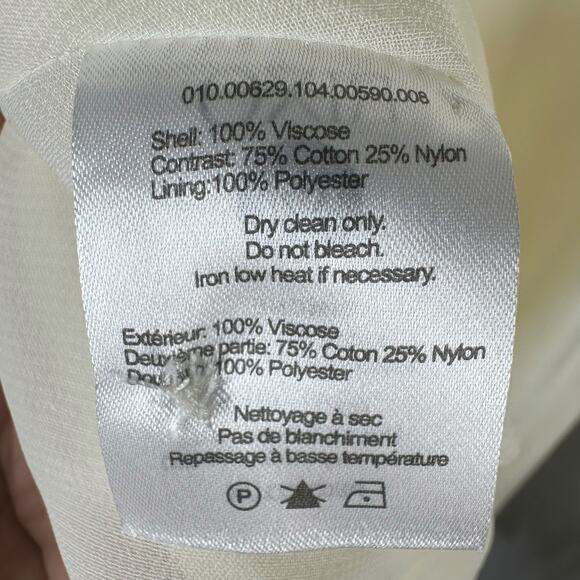 010.00629.104.00590.008
Shell: 100% Viscose
Contrast: 75% Cotton 25% Nylon
Lining:100% Polyester
Dry clean only.
Do not bleach.
Iron low heat if necessary.
Extérieur: 100% Viscose
partie: 75% Coton 25% Nylon
100% Polyester
Nettoyage à sec
Pas de blanchiment
Repassage à basse température
P